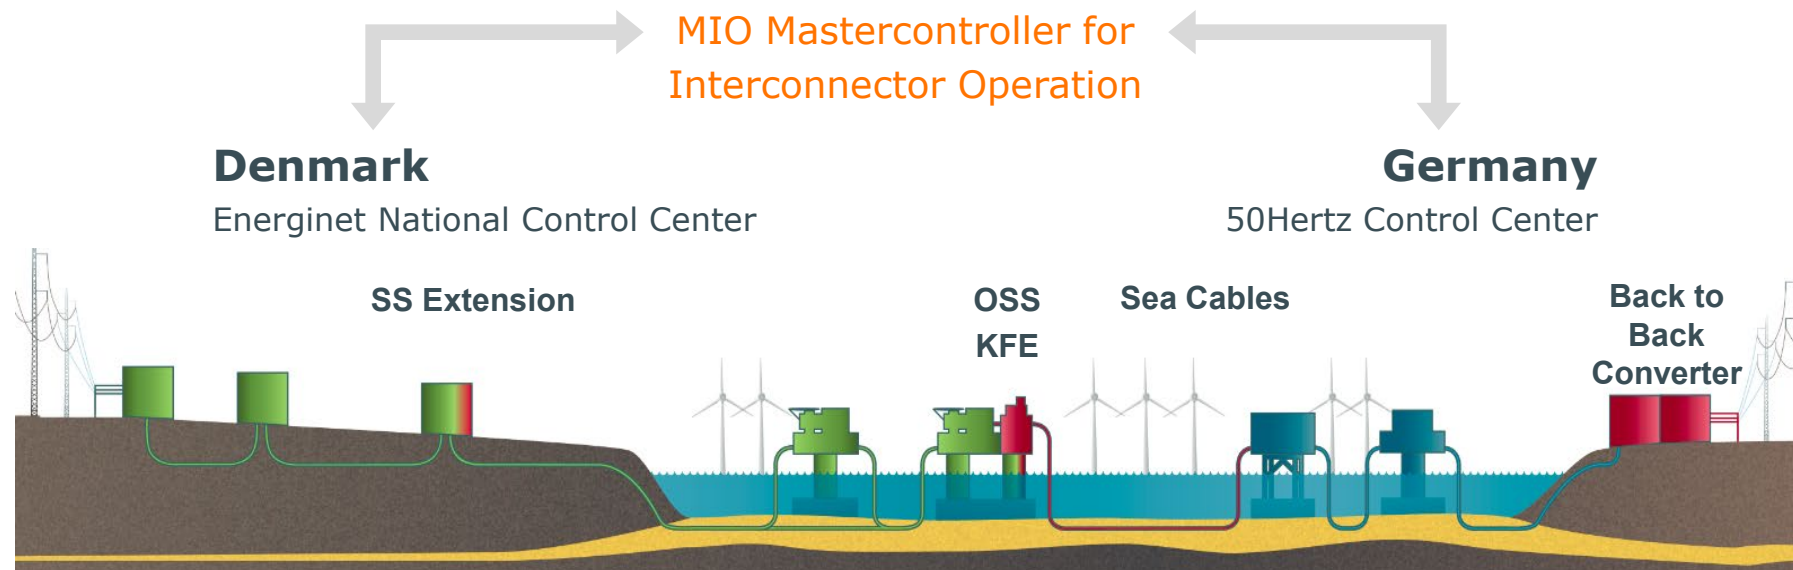 MIO Mastercontroller for
Interconnector Operation
Denmark
Energinet National Control Center
Germany
50Hertz Control Center
SS Extension
OSS
KFE
Sea Cables
Back to
Back
Converter